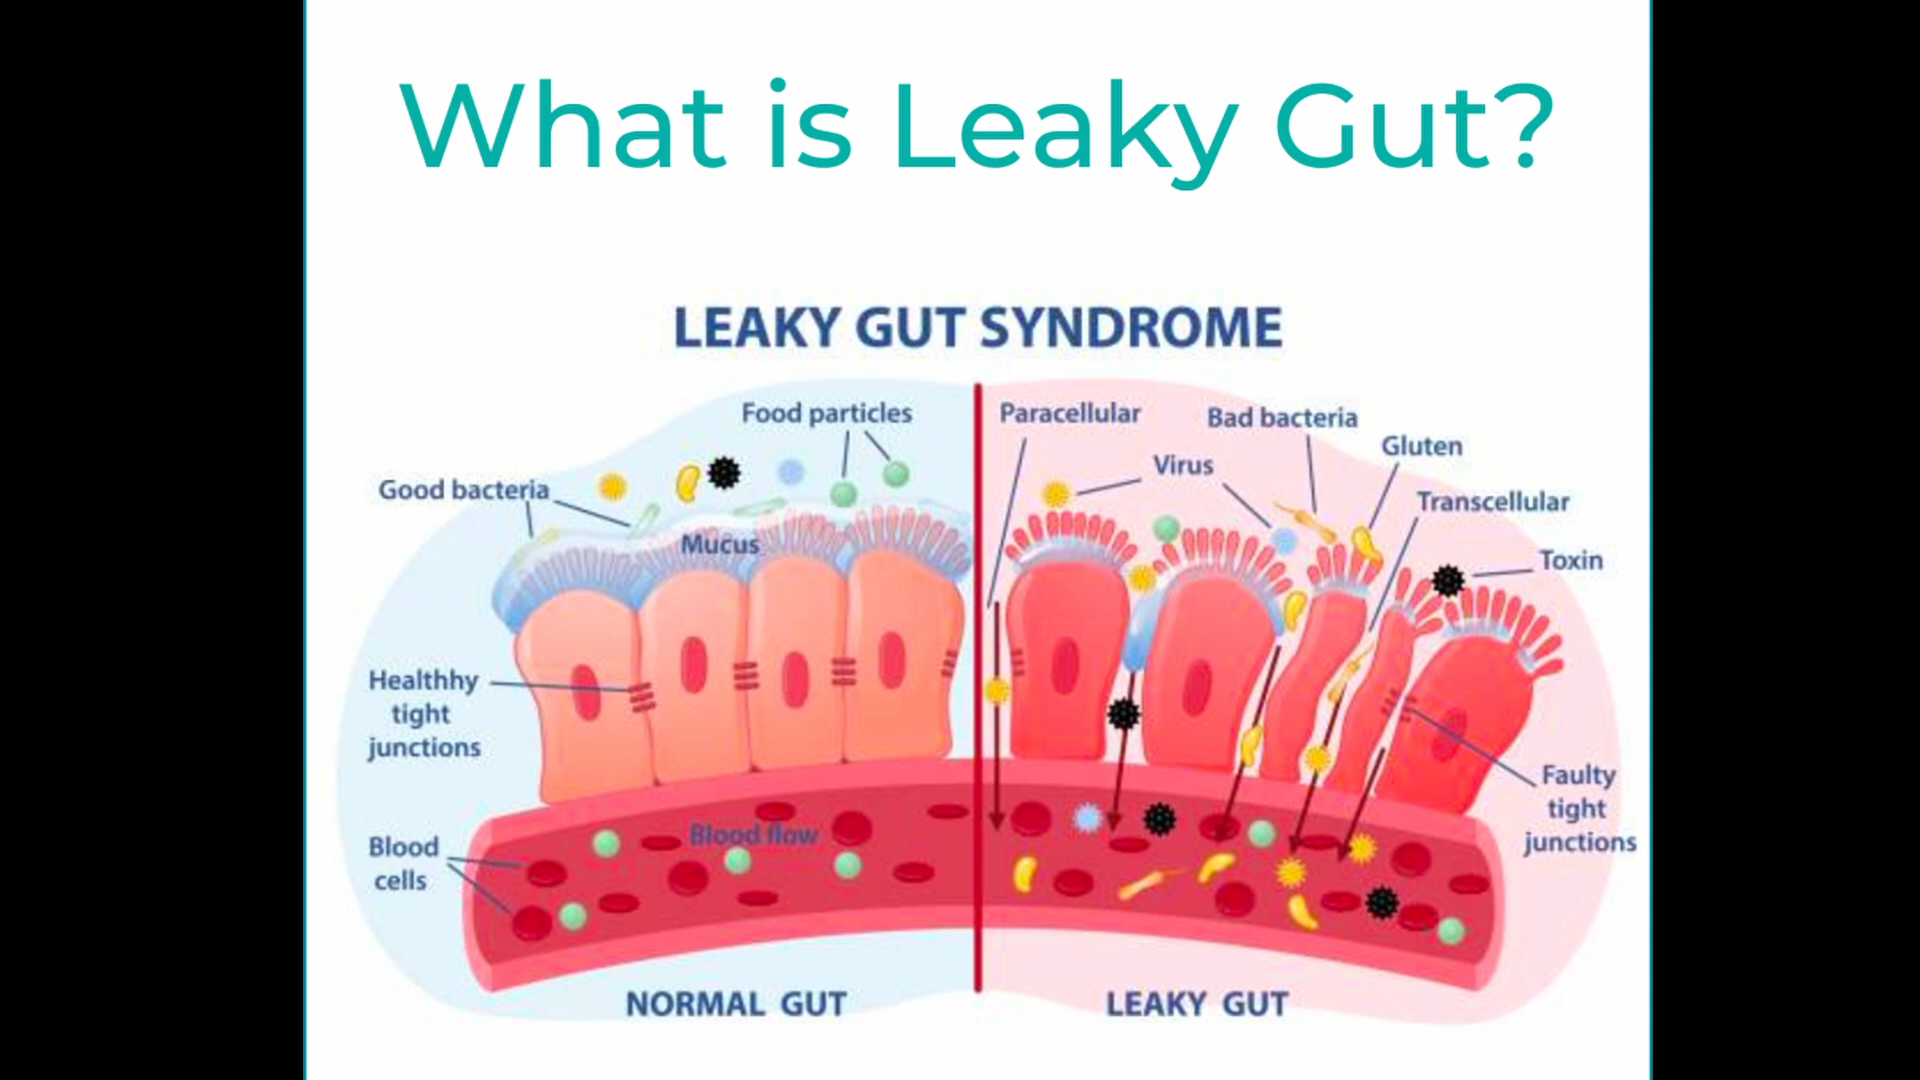 What is Leaky Gut?
LEAKY GUT SYNDROME
Food particles
Good bacteria
Mucus
Healthhy
tight
junctions
Blood flow
Blood
cells
NORMAL GUT
Paracellular
Bad bacteria
Virus
Gluten
Transcellular
Toxin
Faulty
tight
junctions
LEAKY GUT